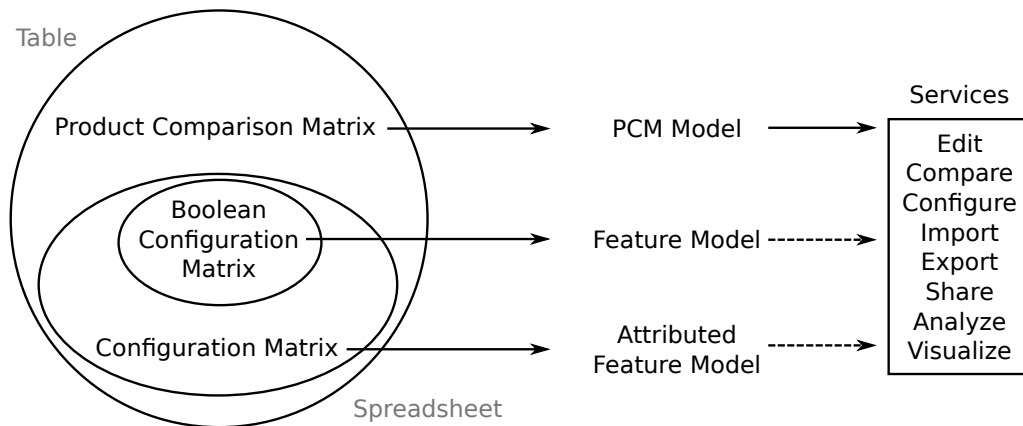 Table
Product Comparison Matrix
PCM Model
Services
Edit
Compare
Configure
Import
Export
Share
Analyze
Visualize
Boolean
Configuration
Matrix
Feature Model
Configuration Matrix
Attributed
Feature Model
Spreadsheet